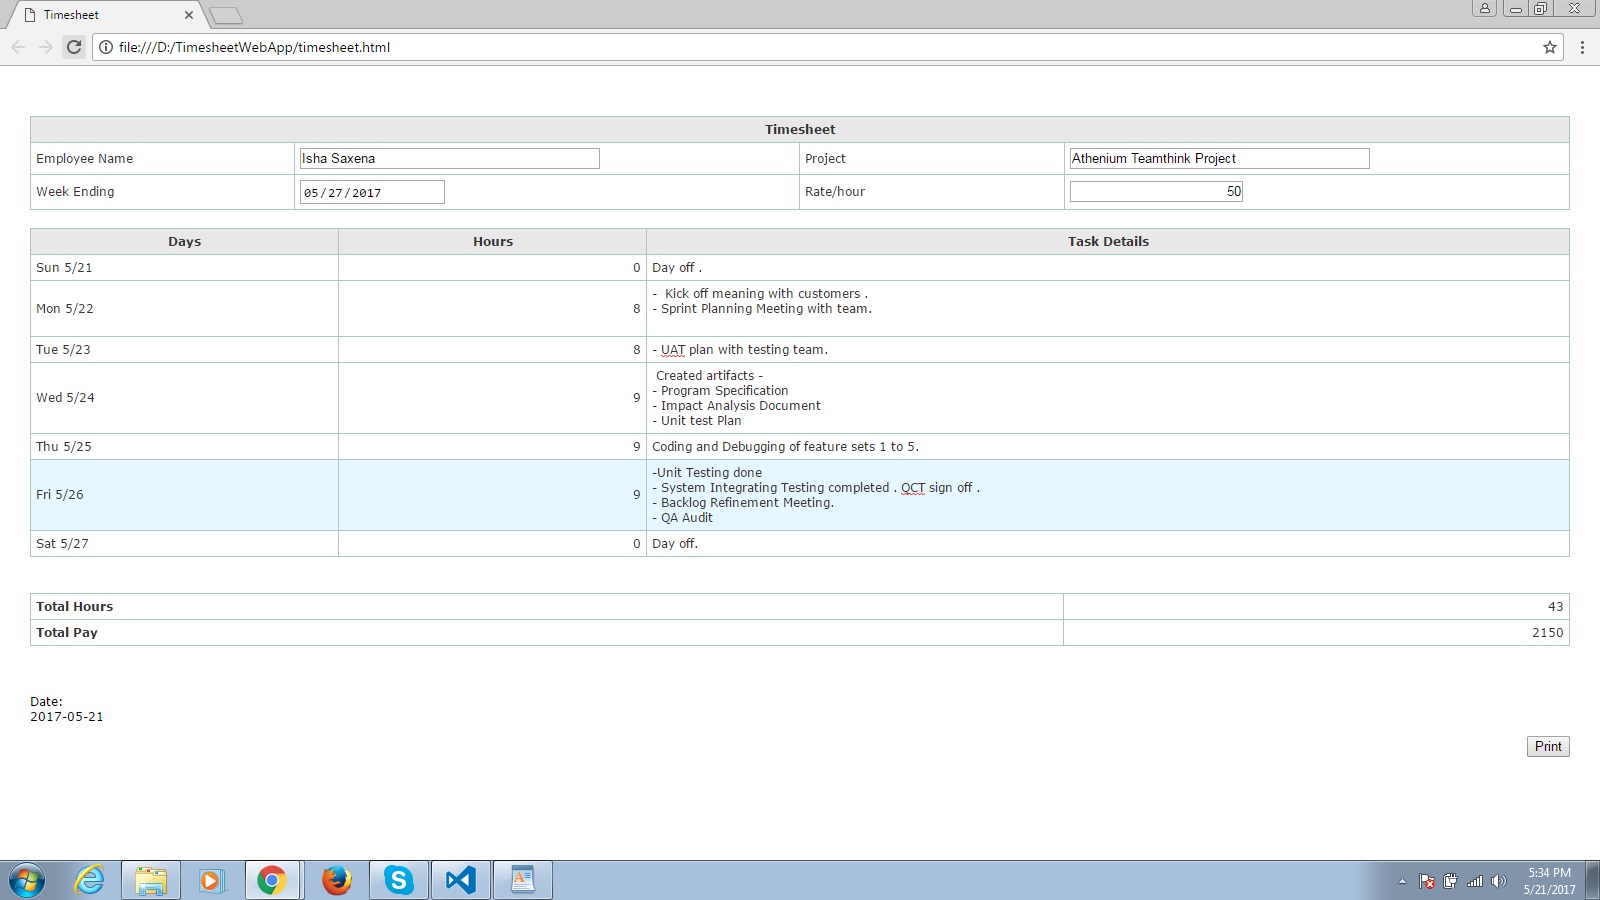 Timesheet
file:///D:/TimesheetWebApp/timesheet.html
Timesheet
Employee Name Isha Saxena Project Athenium Teamthink Project
Week Ending 05/27/2017 Rate/hour 50
Days Hours Task Details
Sun 5/21 0 Day off .
Mon 5/22 8 -  Kick off meaning with customers .
- Sprint Planning Meeting with team.
Tue 5/23 8 - UAT plan with testing team.
Wed 5/24 9 Created artifacts -
- Program Specification
- Impact Analysis Document
- Unit test Plan
Thu 5/25 9 Coding and Debugging of feature sets 1 to 5.
Fri 5/26 9 -Unit Testing done
- System Integrating Testing completed . QCT sign off .
- Backlog Refinement Meeting.
- QA Audit
Sat 5/27 0 Day off.
Total Hours 43
Total Pay 2150
Date:
2017-05-21
Print
5:34 PM
5/21/2017